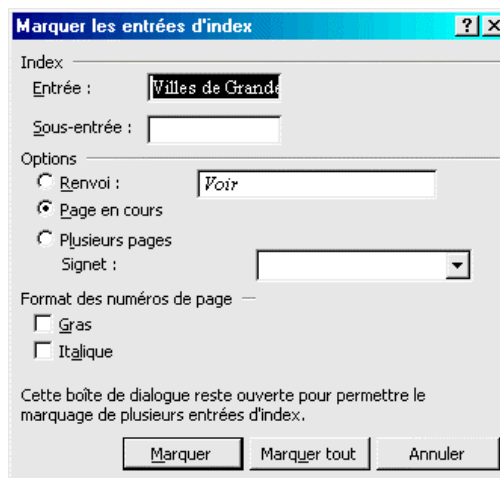 Marquer les entrées d'index
Index
Entrée : Villes de Grande
Sous-entrée :
Options
Renvoi : Voir
Page en cours
Plusieurs pages
Signet :
Format des numéros de page
Gras
Italique
Cette boîte de dialogue reste ouverte pour permettre le
marquage de plusieurs entrées d'index.
Marquer Marquer tout Annuler